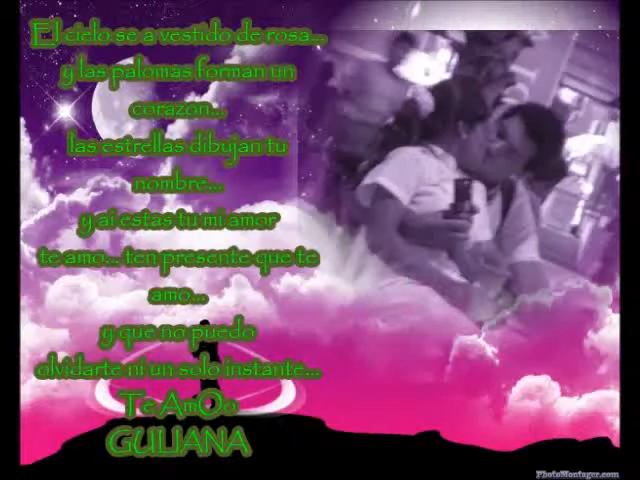 El cielo se a vestido de rosa...
y las palomas forman un
corazon...
las estrellas dibujan tu
nombre...
y ai estas tu mi amor
te amo... ten presente que te
amo...
y que no puedo
olvidarte ni un solo instante...
Te AmOo
GULIANA
PhotoMontager.com